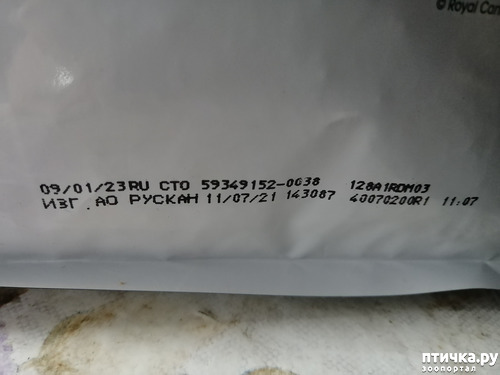 © Royal Can
09/01/23RU СТО 59349152-0038 128A1RDM03
ИЗГ.АО РУСКАН 11/07/21 143087 40070200R1 11:07
птичка.ру
зоопортал